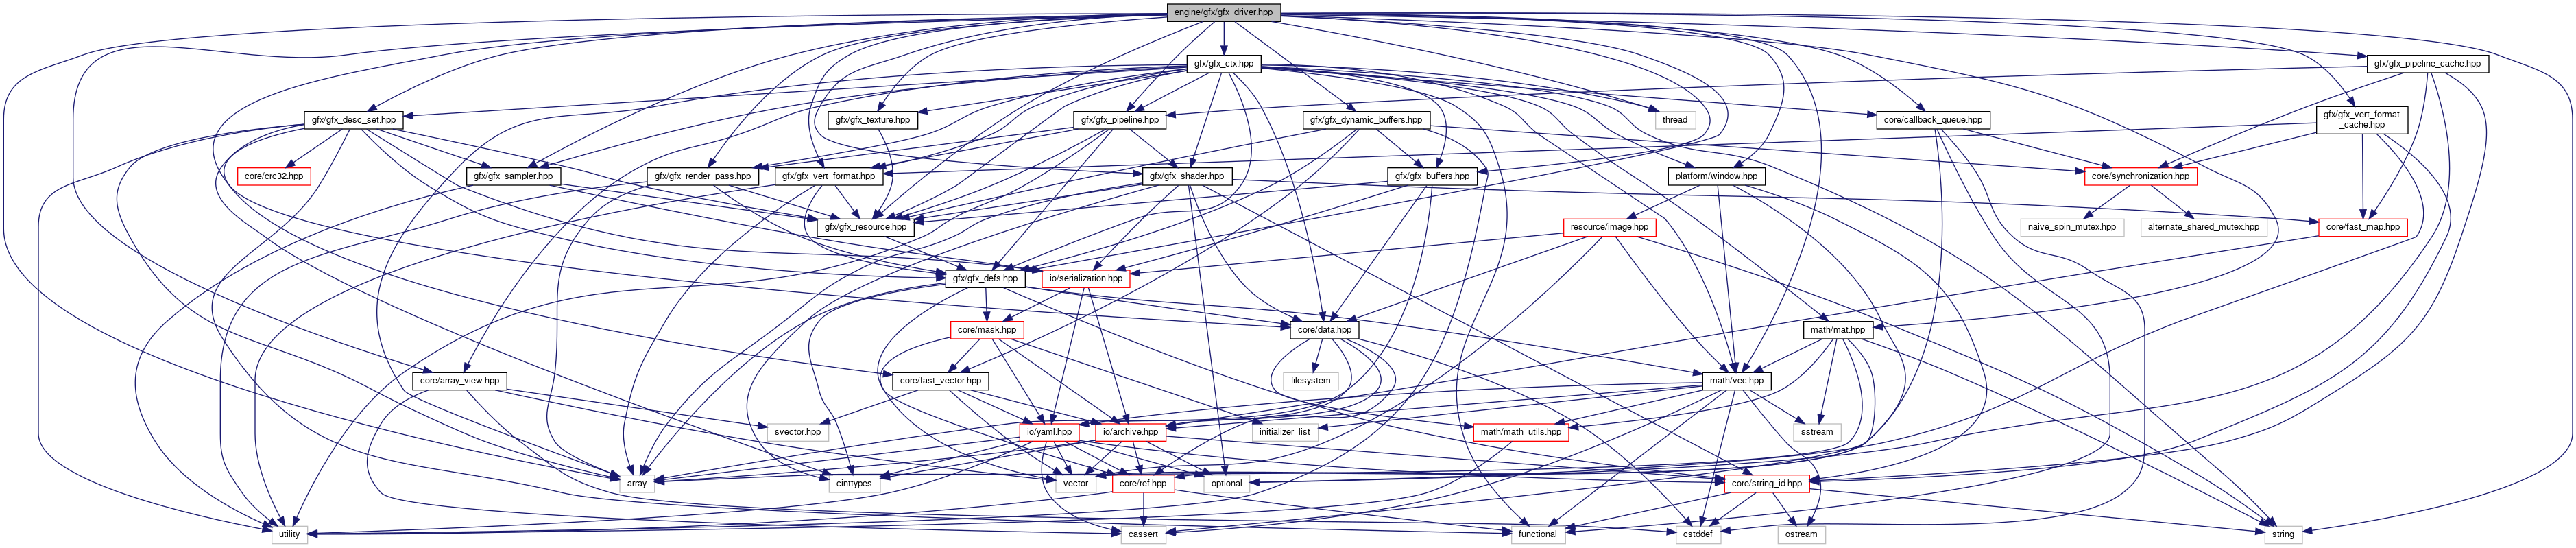 engine/gfx/gfx_driver.hpp
gfx/gfx_ctx.hpp
gfx/gfx_pipeline_cache.hpp
gfx/gfx_desc_set.hpp
gfx/gfx_texture.hpp
gfx/gfx_pipeline.hpp
gfx/gfx_dynamic_buffers.hpp
thread
core/callback_queue.hpp
gfx/gfx_vert_format
_cache.hpp
core/crc32.hpp
gfx/gfx_sampler.hpp
gfx/gfx_render_pass.hpp
gfx/gfx_vert_format.hpp
gfx/gfx_shader.hpp
gfx/gfx_buffers.hpp
platform/window.hpp
core/synchronization.hpp
gfx/gfx_resource.hpp
resource/image.hpp
naive_spin_mutex.hpp
alternate_shared_mutex.hpp
core/fast_map.hpp
gfx/gfx_defs.hpp
io/serialization.hpp
core/mask.hpp
core/data.hpp
math/mat.hpp
core/array_view.hpp
core/fast_vector.hpp
filesystem
math/vec.hpp
svector.hpp
io/yaml.hpp
io/archive.hpp
initializer_list
math/math_utils.hpp
sstream
array
cinttypes
vector
core/ref.hpp
optional
core/string_id.hpp
utility
cassert
functional
cstddef
ostream
string